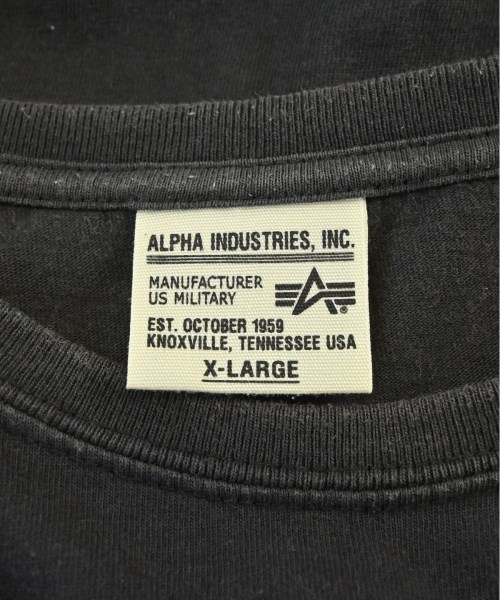 ALPHA INDUSTRIES, INC.
MANUFACTURER
US MILITARY
A®
EST. OCTOBER 1959
KNOXVILLE, TENNESSEE USA
X-LARGE